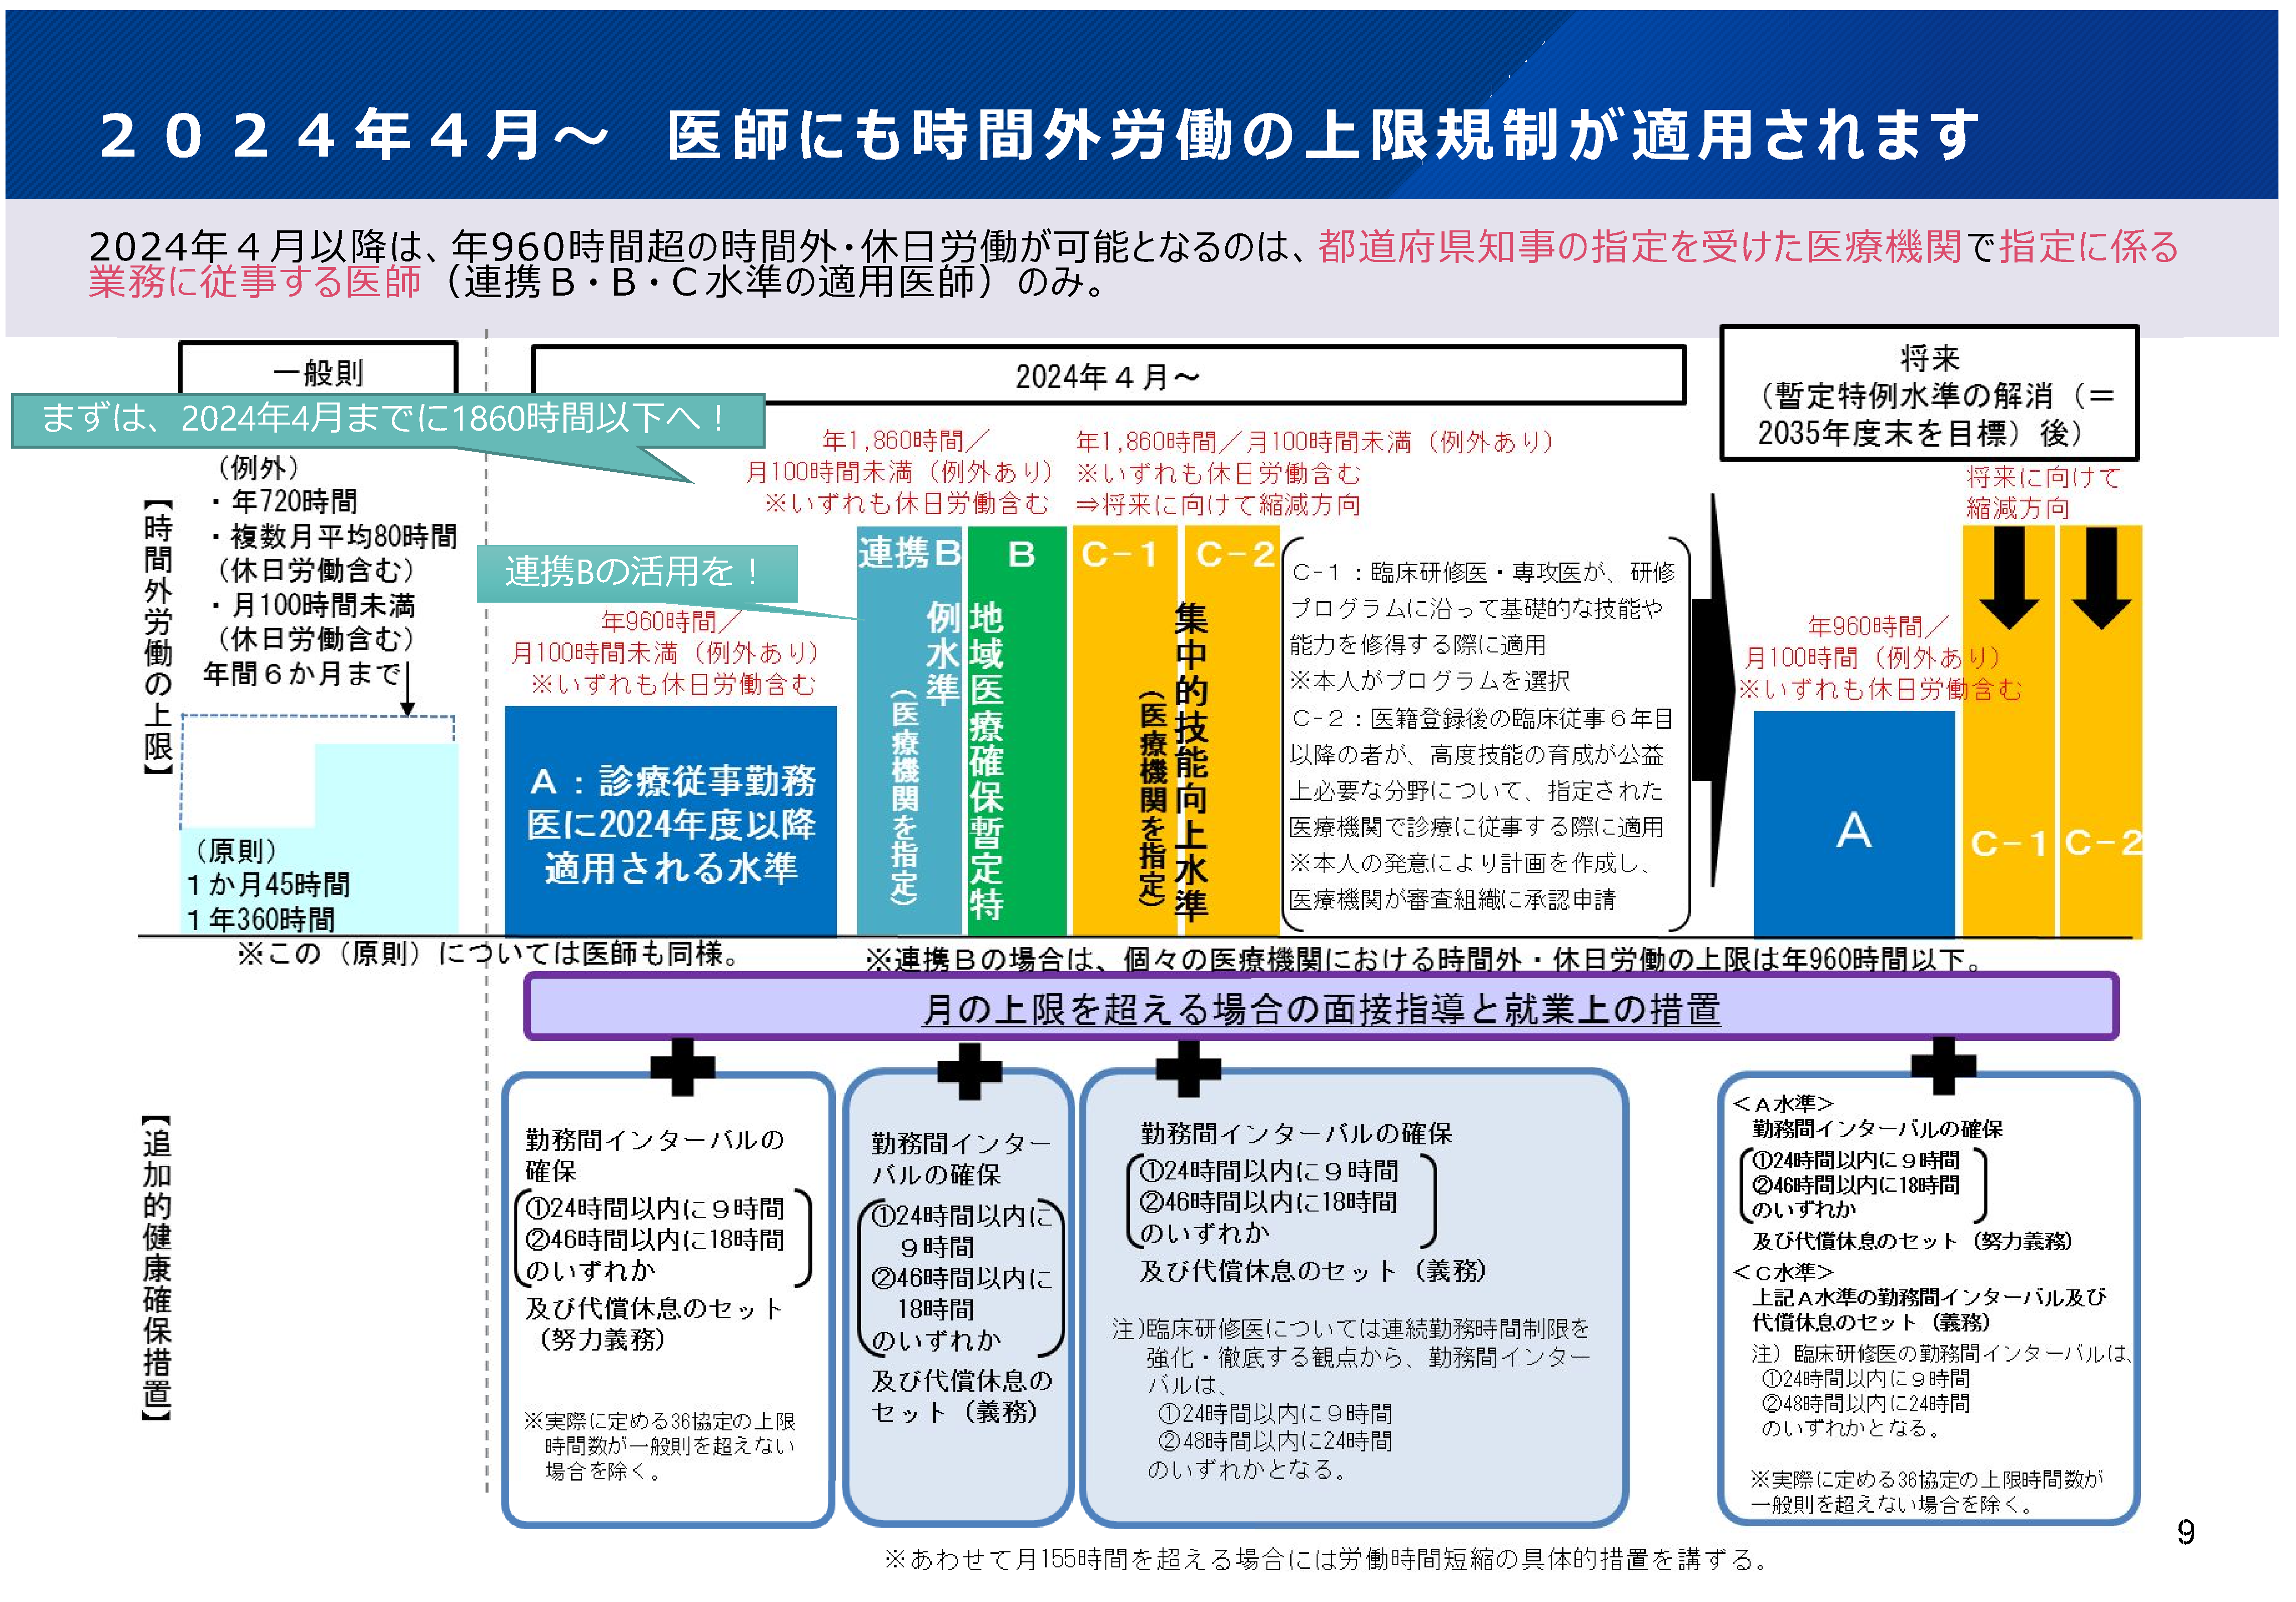 ２０２４年４月～　医師にも時間外労働の上限規制が適用されます
2024年４月以降は、年960時間超の時間外・休日労働が可能となるのは、都道府県知事の指定を受けた医療機関で指定に係る
業務に従事する医師（連携Ｂ・Ｂ・Ｃ水準の適用医師）のみ。
一般則
2024年４月～
将来
（暫定特例水準の解消（＝
2035年度末を目標）後）
まずは、2024年4月までに1860時間以下へ！
【時間外労働の上限】
（例外）
・年720時間
・複数月平均80時間
（休日労働含む）
・月100時間未満
（休日労働含む）
年間６か月まで
（原則）
１か月45時間
１年360時間
※この（原則）については医師も同様。
連携Bの活用を！
年960時間／
月100時間未満（例外あり）
※いずれも休日労働含む
Ａ：診療従事勤務
医に2024年度以降
適用される水準
年1,860時間／
月100時間未満（例外あり）
※いずれも休日労働含む
連携Ｂ
Ｂ
地域医療確保暫定特
例水準
（医療機関を指定）
年1,860時間／月100時間未満（例外あり）
※いずれも休日労働含む
⇒将来に向けて縮減方向
Ｃ－１
Ｃ－２
集中的技能向上水準
（医療機関を指定）
Ｃ－１：臨床研修医・専攻医が、研修
プログラムに沿って基礎的な技能や
能力を修得する際に適用
※本人がプログラムを選択
Ｃ－２：医籍登録後の臨床従事６年目
以降の者が、高度技能の育成が公益
上必要な分野について、指定された
医療機関で診療に従事する際に適用
※本人の発意により計画を作成し、
医療機関が審査組織に承認申請
将来に向けて
縮減方向
年960時間／
月100時間（例外あり）
※いずれも休日労働含む
Ａ
Ｃ－１
Ｃ－２
※連携Ｂの場合は、個々の医療機関における時間外・休日労働の上限は年960時間以下。
月の上限を超える場合の面接指導と就業上の措置
【追加的健康確保措置】
勤務間インターバルの
確保
①24時間以内に９時間
②46時間以内に18時間
のいずれか
及び代償休息のセット
（努力義務）
※実際に定める36協定の上限
時間数が一般則を超えない
場合を除く。
勤務間インター
バルの確保
①24時間以内に
９時間
②46時間以内に
18時間
のいずれか
及び代償休息の
セット（義務）
勤務間インターバルの確保
①24時間以内に９時間
②46時間以内に18時間
のいずれか
及び代償休息のセット（義務）
注)臨床研修医については連続勤務時間制限を
強化・徹底する観点から、勤務間インター
バルは、
①24時間以内に９時間
②48時間以内に24時間
のいずれかとなる。
＜Ａ水準＞
勤務間インターバルの確保
①24時間以内に９時間
②46時間以内に18時間
のいずれか
及び代償休息のセット（努力義務）
＜Ｃ水準＞
上記Ａ水準の勤務間インターバル及び
代償休息のセット（義務）
注）臨床研修医の勤務間インターバルは、
①24時間以内に９時間
②48時間以内に24時間
のいずれかとなる。
※実際に定める36協定の上限時間数が
一般則を超えない場合を除く。
※あわせて月155時間を超える場合には労働時間短縮の具体的措置を講ずる。
9